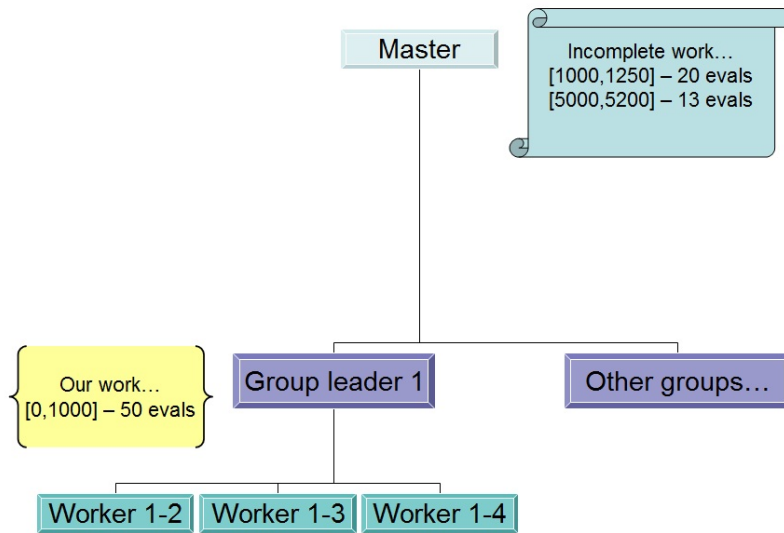 Master
Incomplete work…
[1000,1250] – 20 evals
[5000,5200] – 13 evals
Our work…
[0,1000] – 50 evals
Group leader 1
Other groups…
Worker 1-2
Worker 1-3
Worker 1-4